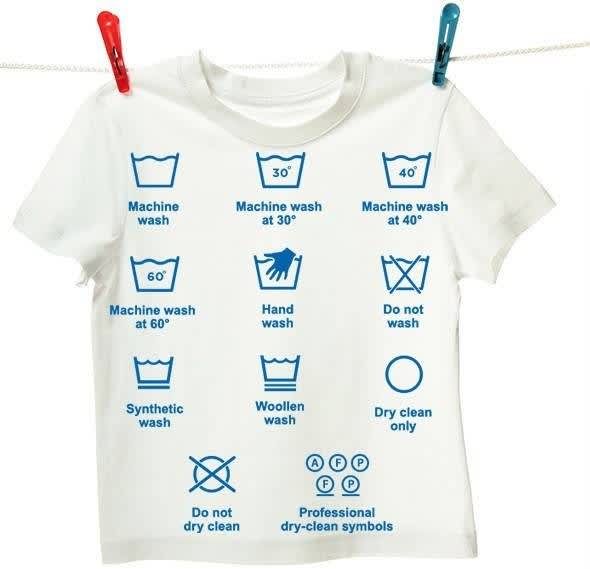 30°
40°
Machine wash
Machine wash at 30°
Machine wash at 40°
60°
Machine wash at 60°
Hand wash
Do not wash
Synthetic wash
Woollen wash
Dry clean only
A F P
F P
Do not dry clean
Professional dry-clean symbols